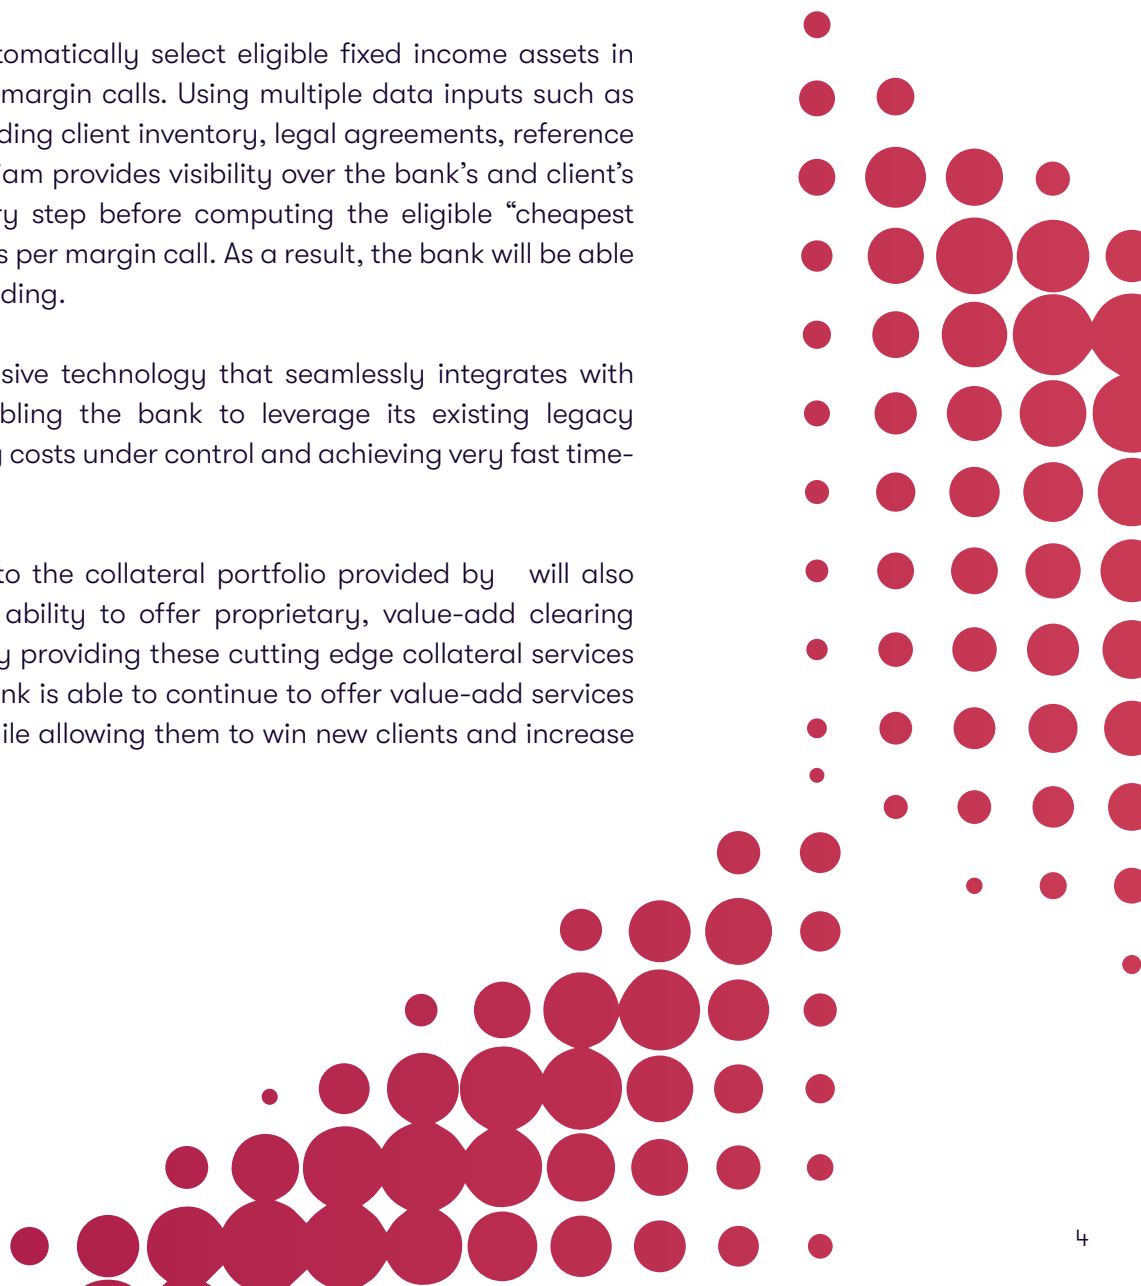 tomatically select eligible fixed income assets in
margin calls. Using multiple data inputs such as
ding client inventory, legal agreements, reference
am provides visibility over the bank’s and client’s
ry step before computing the eligible “cheapest
s per margin call. As a result, the bank will be able
ding.
sive technology that seamlessly integrates with
bling the bank to leverage its existing legacy
costs under control and achieving very fast time-
to the collateral portfolio provided by will also
ability to offer proprietary, value-add clearing
y providing these cutting edge collateral services
nk is able to continue to offer value-add services
ile allowing them to win new clients and increase
4